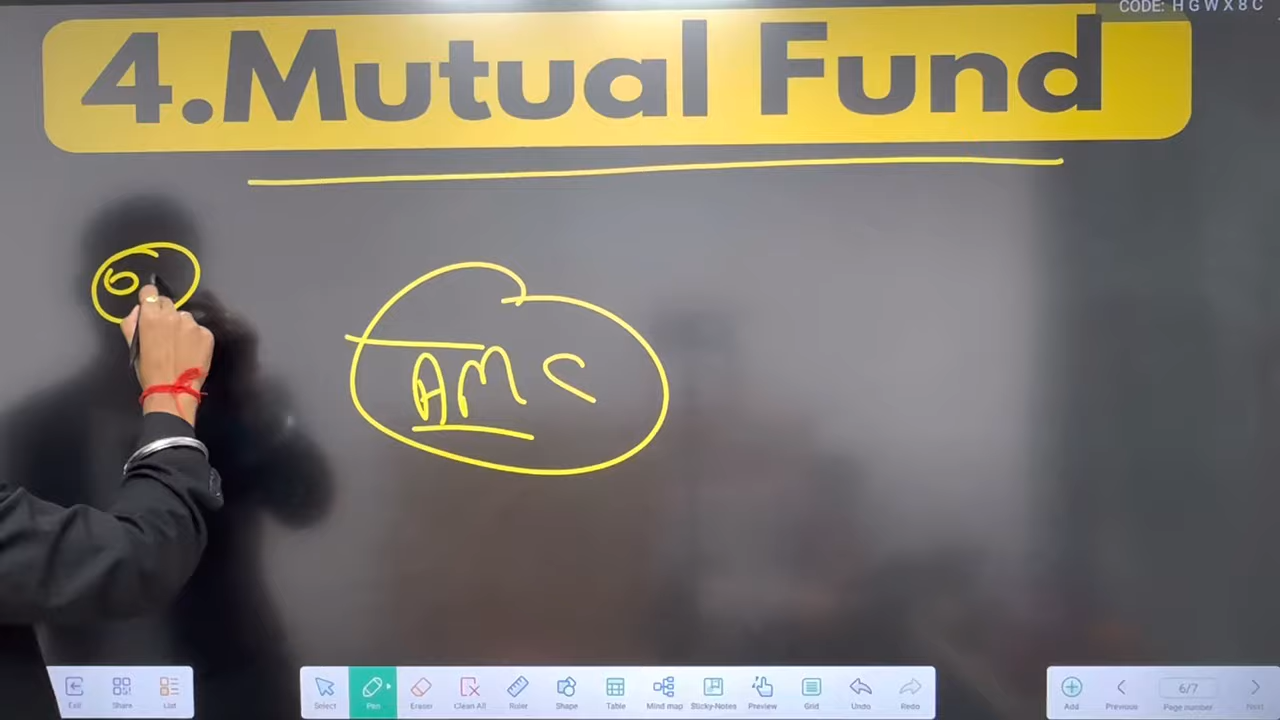 CODE: HGWX8C
4.Mutual Fund
AMC
Exit Share List Select Pen Eraser Clean All Ruler Shape Table Mind map Sticky-Notes Preview Grid Undo Redo Add Previous 6/7 Page number Next